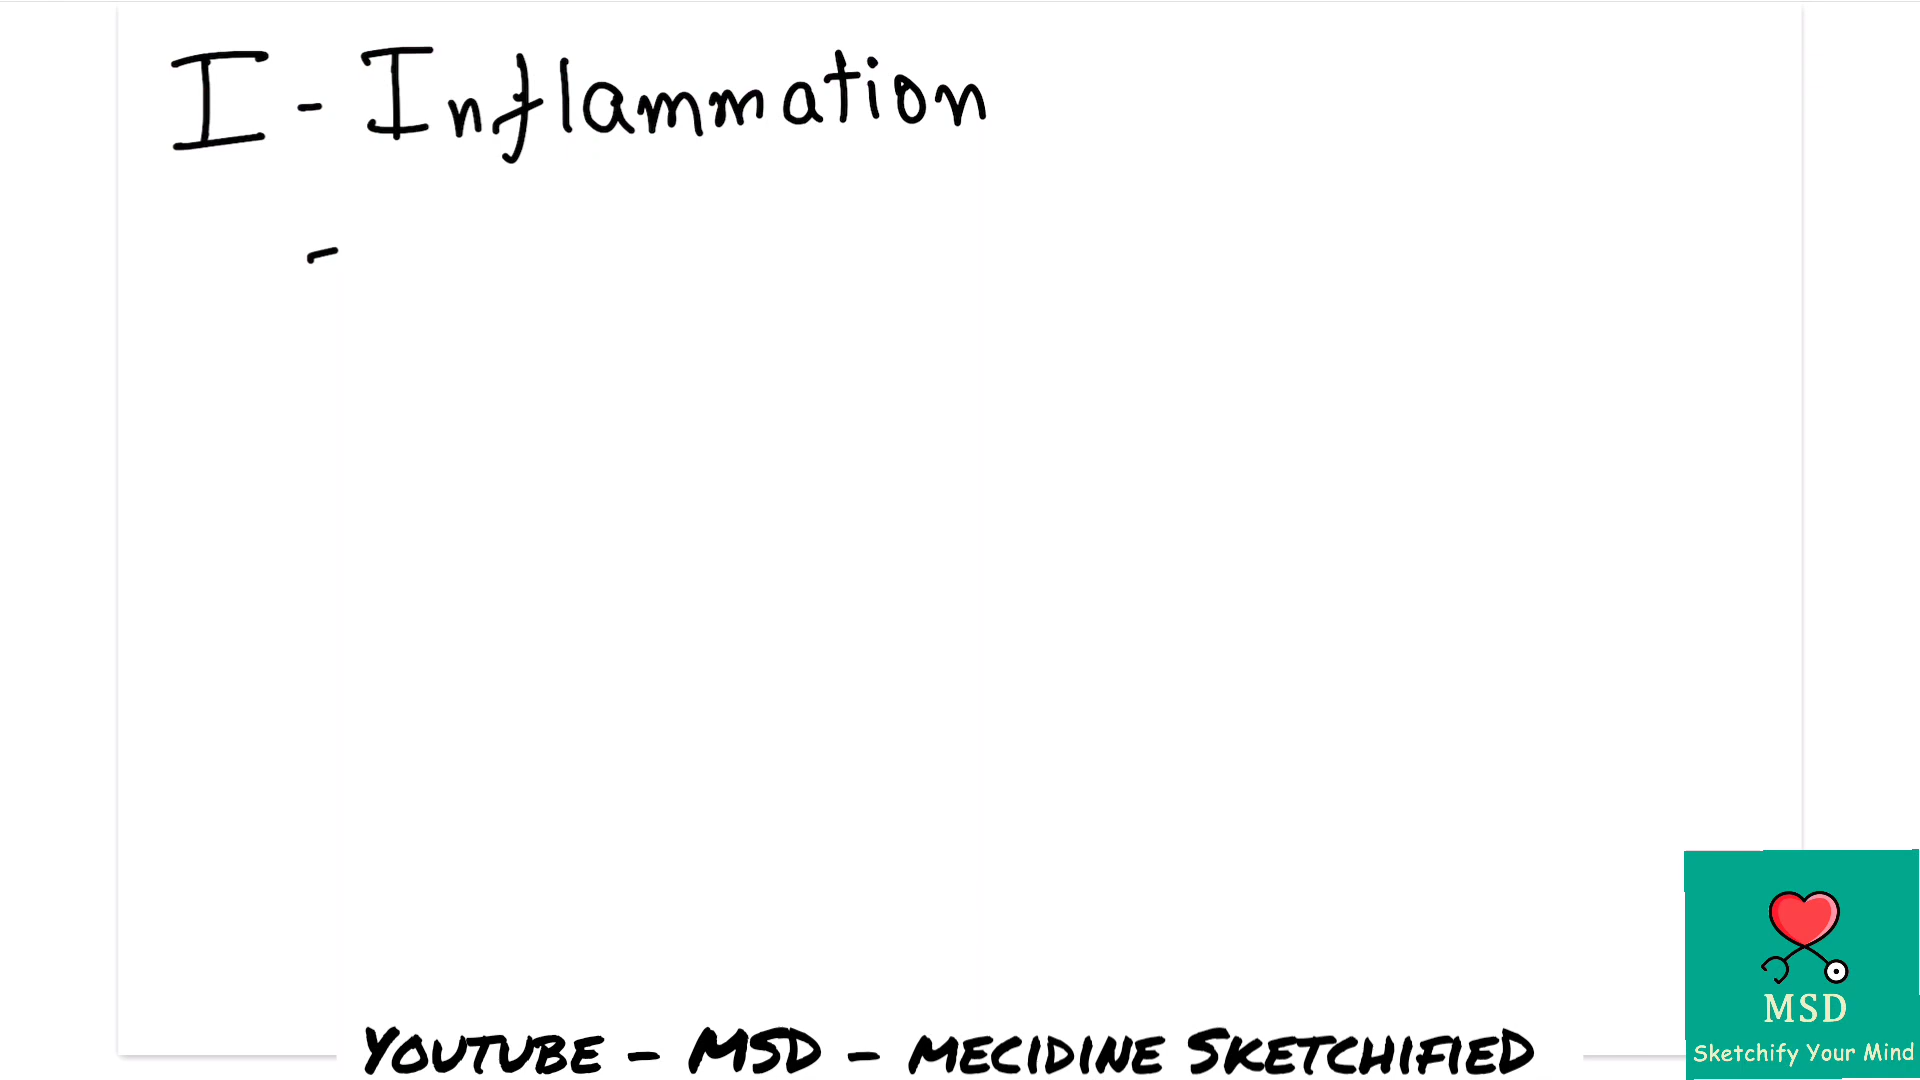 I - Inflammation
-
YOUTUBE - MSD - MECIDINE SKETCHIFIED
MSD
Sketchify Your Mind